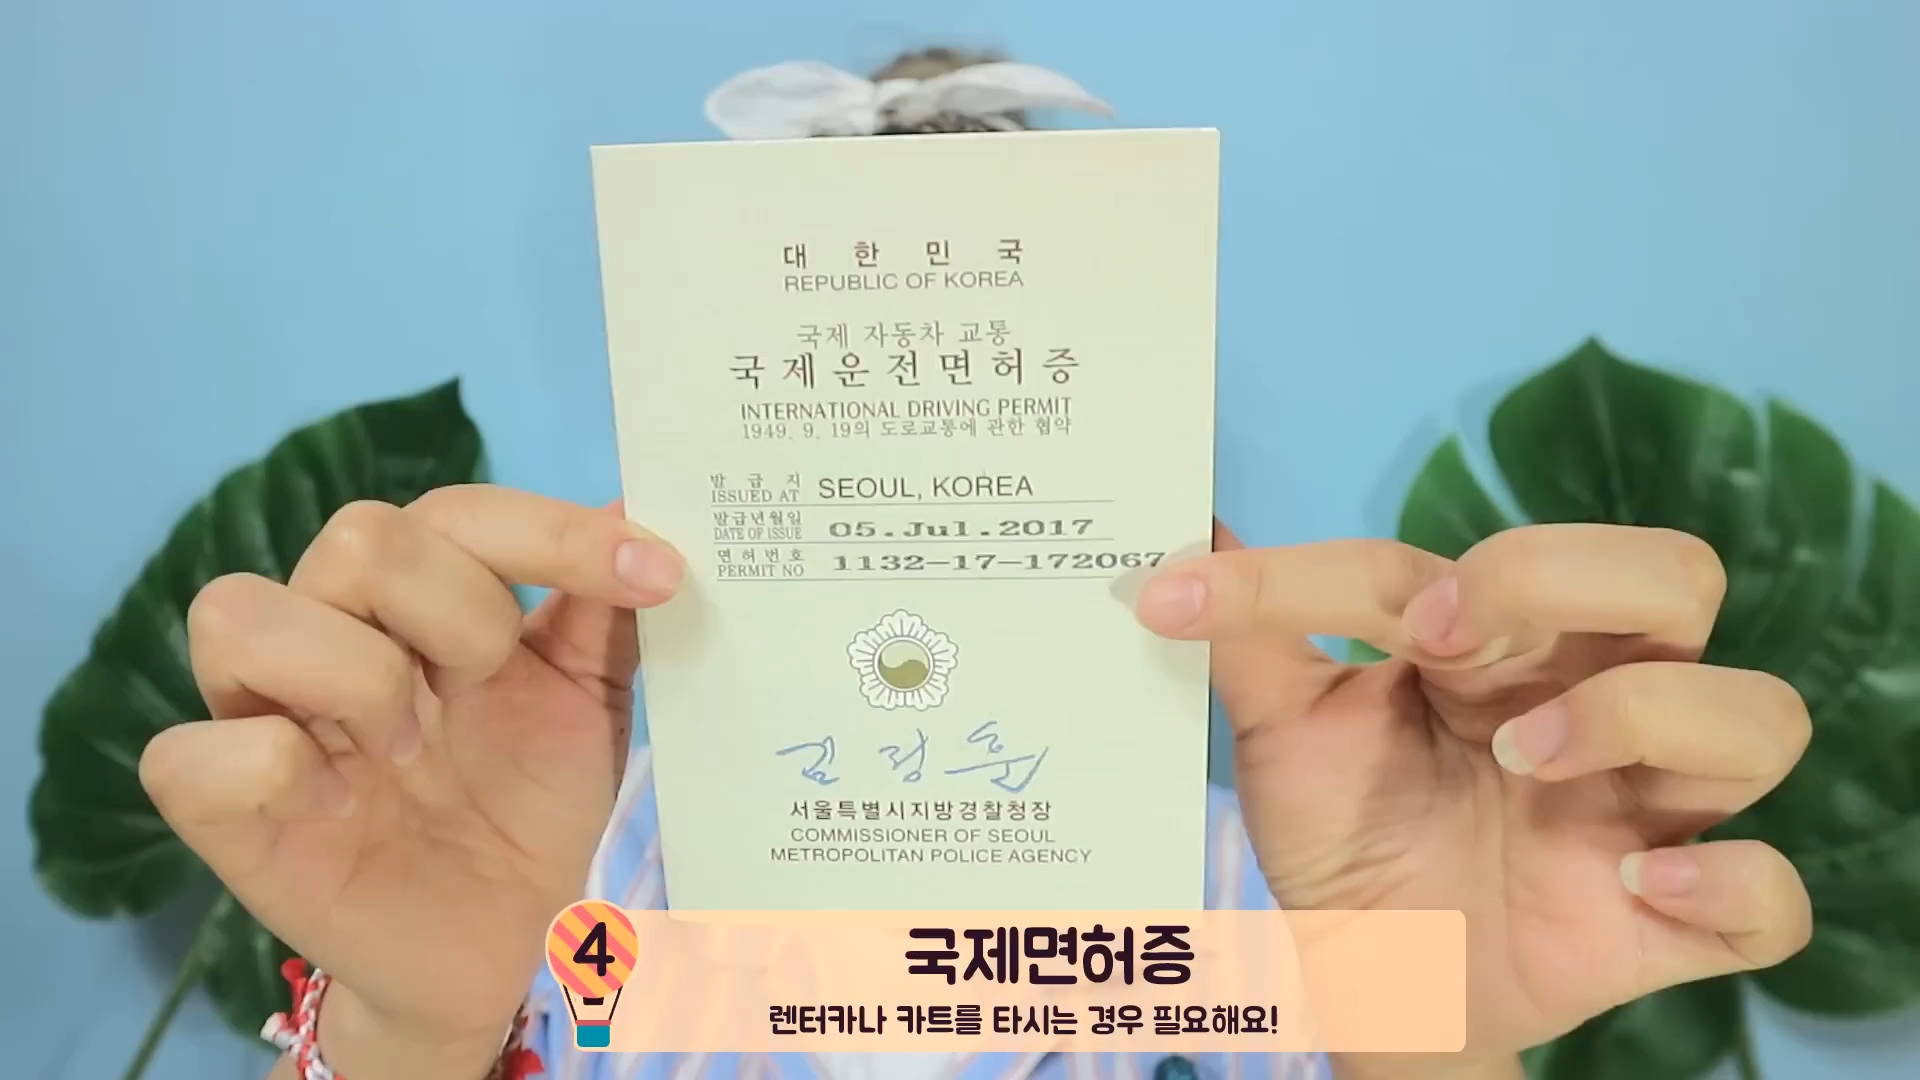 대 한 민 국
REPUBLIC OF KOREA
국제 자동차 교통
국제운전면허증
INTERNATIONAL DRIVING PERMIT
1949. 9. 19의 도로교통에 관한 협약
발 급 지
ISSUED AT SEOUL, KOREA
발급년월일
DATE OF ISSUE 05.Jul.2017
면 허 번 호
PERMIT NO 1132-17-172067
김정훈
서울특별시지방경찰청장
COMMISSIONER OF SEOUL
METROPOLITAN POLICE AGENCY
4
국제면허증
렌터카나 카트를 타시는 경우 필요해요!